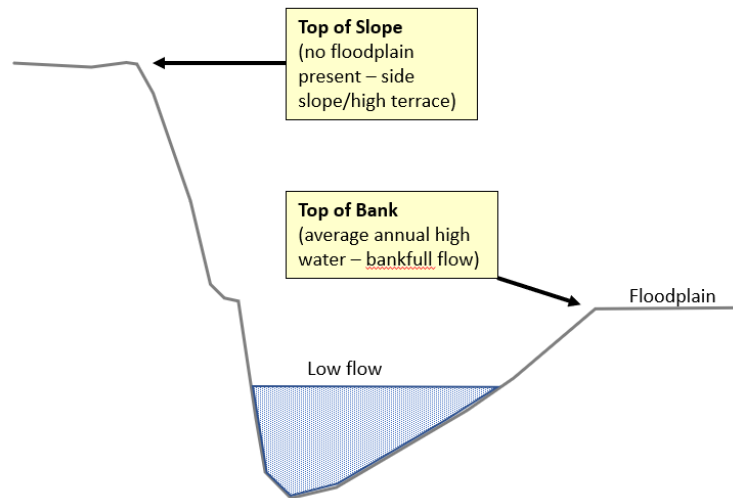 Top of Slope
(no floodplain
present – side
slope/high terrace)
Top of Bank
(average annual high
water – bankfull flow)
Floodplain
Low flow